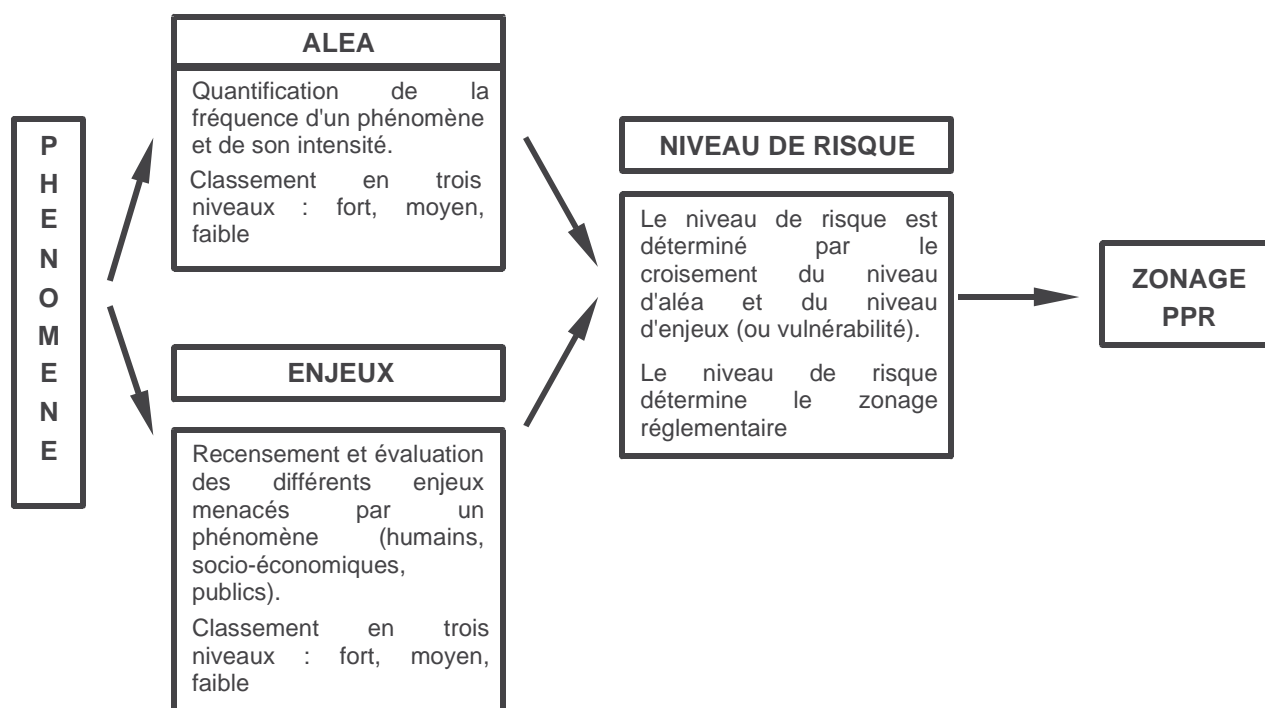 P
H
E
N
O
M
E
N
E
ALEA
Quantification de la
fréquence d'un phénomène
et de son intensité.
Classement en trois
niveaux : fort, moyen,
faible
ENJEUX
Recensement et évaluation
des différents enjeux
menacés par un
phénomène (humains,
socio-économiques,
publics).
Classement en trois
niveaux : fort, moyen,
faible
NIVEAU DE RISQUE
Le niveau de risque est
déterminé par le
croisement du niveau
d'aléa et du niveau
d'enjeux (ou vulnérabilité).
Le niveau de risque
détermine le zonage
réglementaire
ZONAGE
PPR